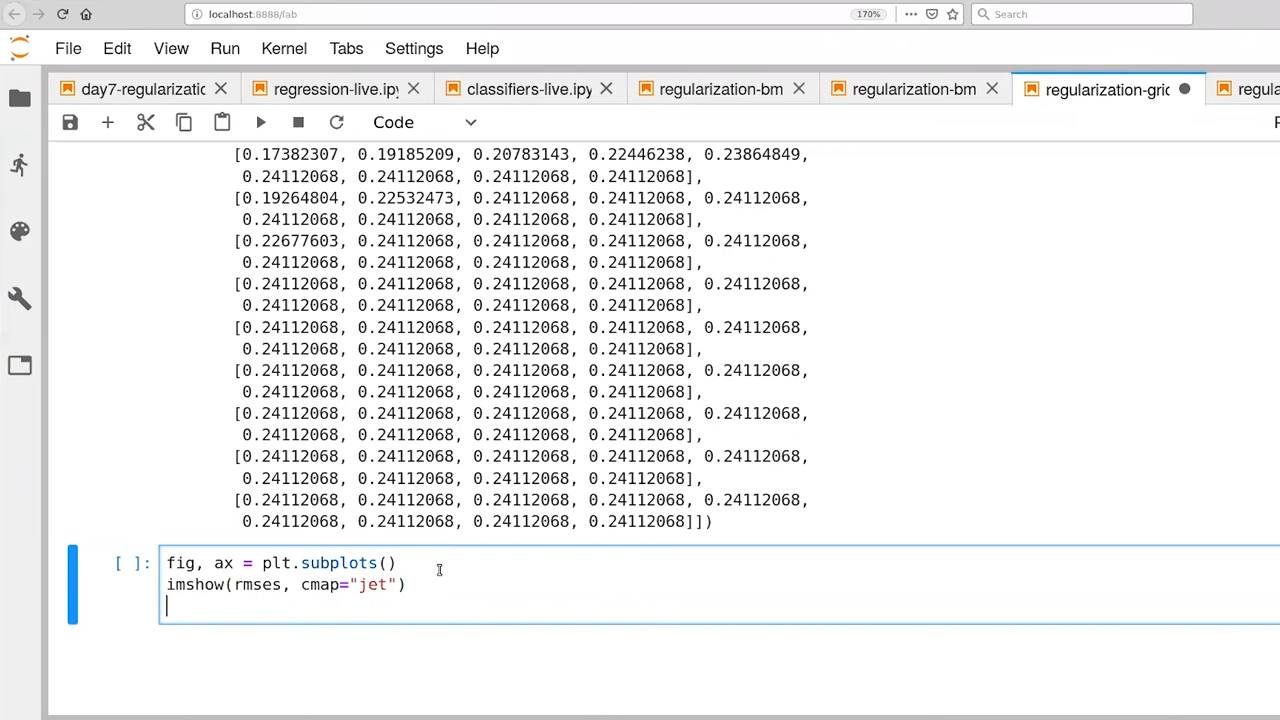 localhost:8888/lab
170%
Search
File Edit View Run Kernel Tabs Settings Help
day7-regularizatic
regression-live.ipy
classifiers-live.ipy
regularization-bm
regularization-bm
regularization-gric
regula
Code
[0.17382307, 0.19185209, 0.20783143, 0.22446238, 0.23864849,
0.24112068, 0.24112068, 0.24112068, 0.24112068],
[0.19264804, 0.22532473, 0.24112068, 0.24112068, 0.24112068,
0.24112068, 0.24112068, 0.24112068, 0.24112068],
[0.22677603, 0.24112068, 0.24112068, 0.24112068, 0.24112068,
0.24112068, 0.24112068, 0.24112068, 0.24112068],
[0.24112068, 0.24112068, 0.24112068, 0.24112068, 0.24112068,
0.24112068, 0.24112068, 0.24112068, 0.24112068],
[0.24112068, 0.24112068, 0.24112068, 0.24112068, 0.24112068,
0.24112068, 0.24112068, 0.24112068, 0.24112068],
[0.24112068, 0.24112068, 0.24112068, 0.24112068, 0.24112068,
0.24112068, 0.24112068, 0.24112068, 0.24112068],
[0.24112068, 0.24112068, 0.24112068, 0.24112068, 0.24112068,
0.24112068, 0.24112068, 0.24112068, 0.24112068],
[0.24112068, 0.24112068, 0.24112068, 0.24112068, 0.24112068,
0.24112068, 0.24112068, 0.24112068, 0.24112068],
[0.24112068, 0.24112068, 0.24112068, 0.24112068, 0.24112068,
0.24112068, 0.24112068, 0.24112068, 0.24112068]])
[ ]: fig, ax = plt.subplots()
imshow(rmses, cmap="jet")